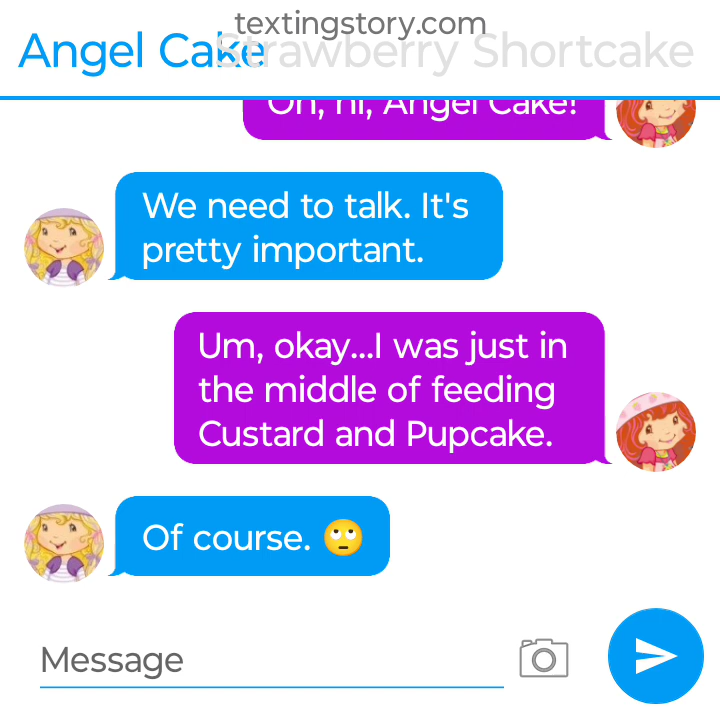 textingstory.com
Angel Cake Strawberry Shortcake
Oh, hi, Angel Cake!
We need to talk. It's
pretty important.
Um, okay...I was just in
the middle of feeding
Custard and Pupcake.
Of course. 🙄
Message